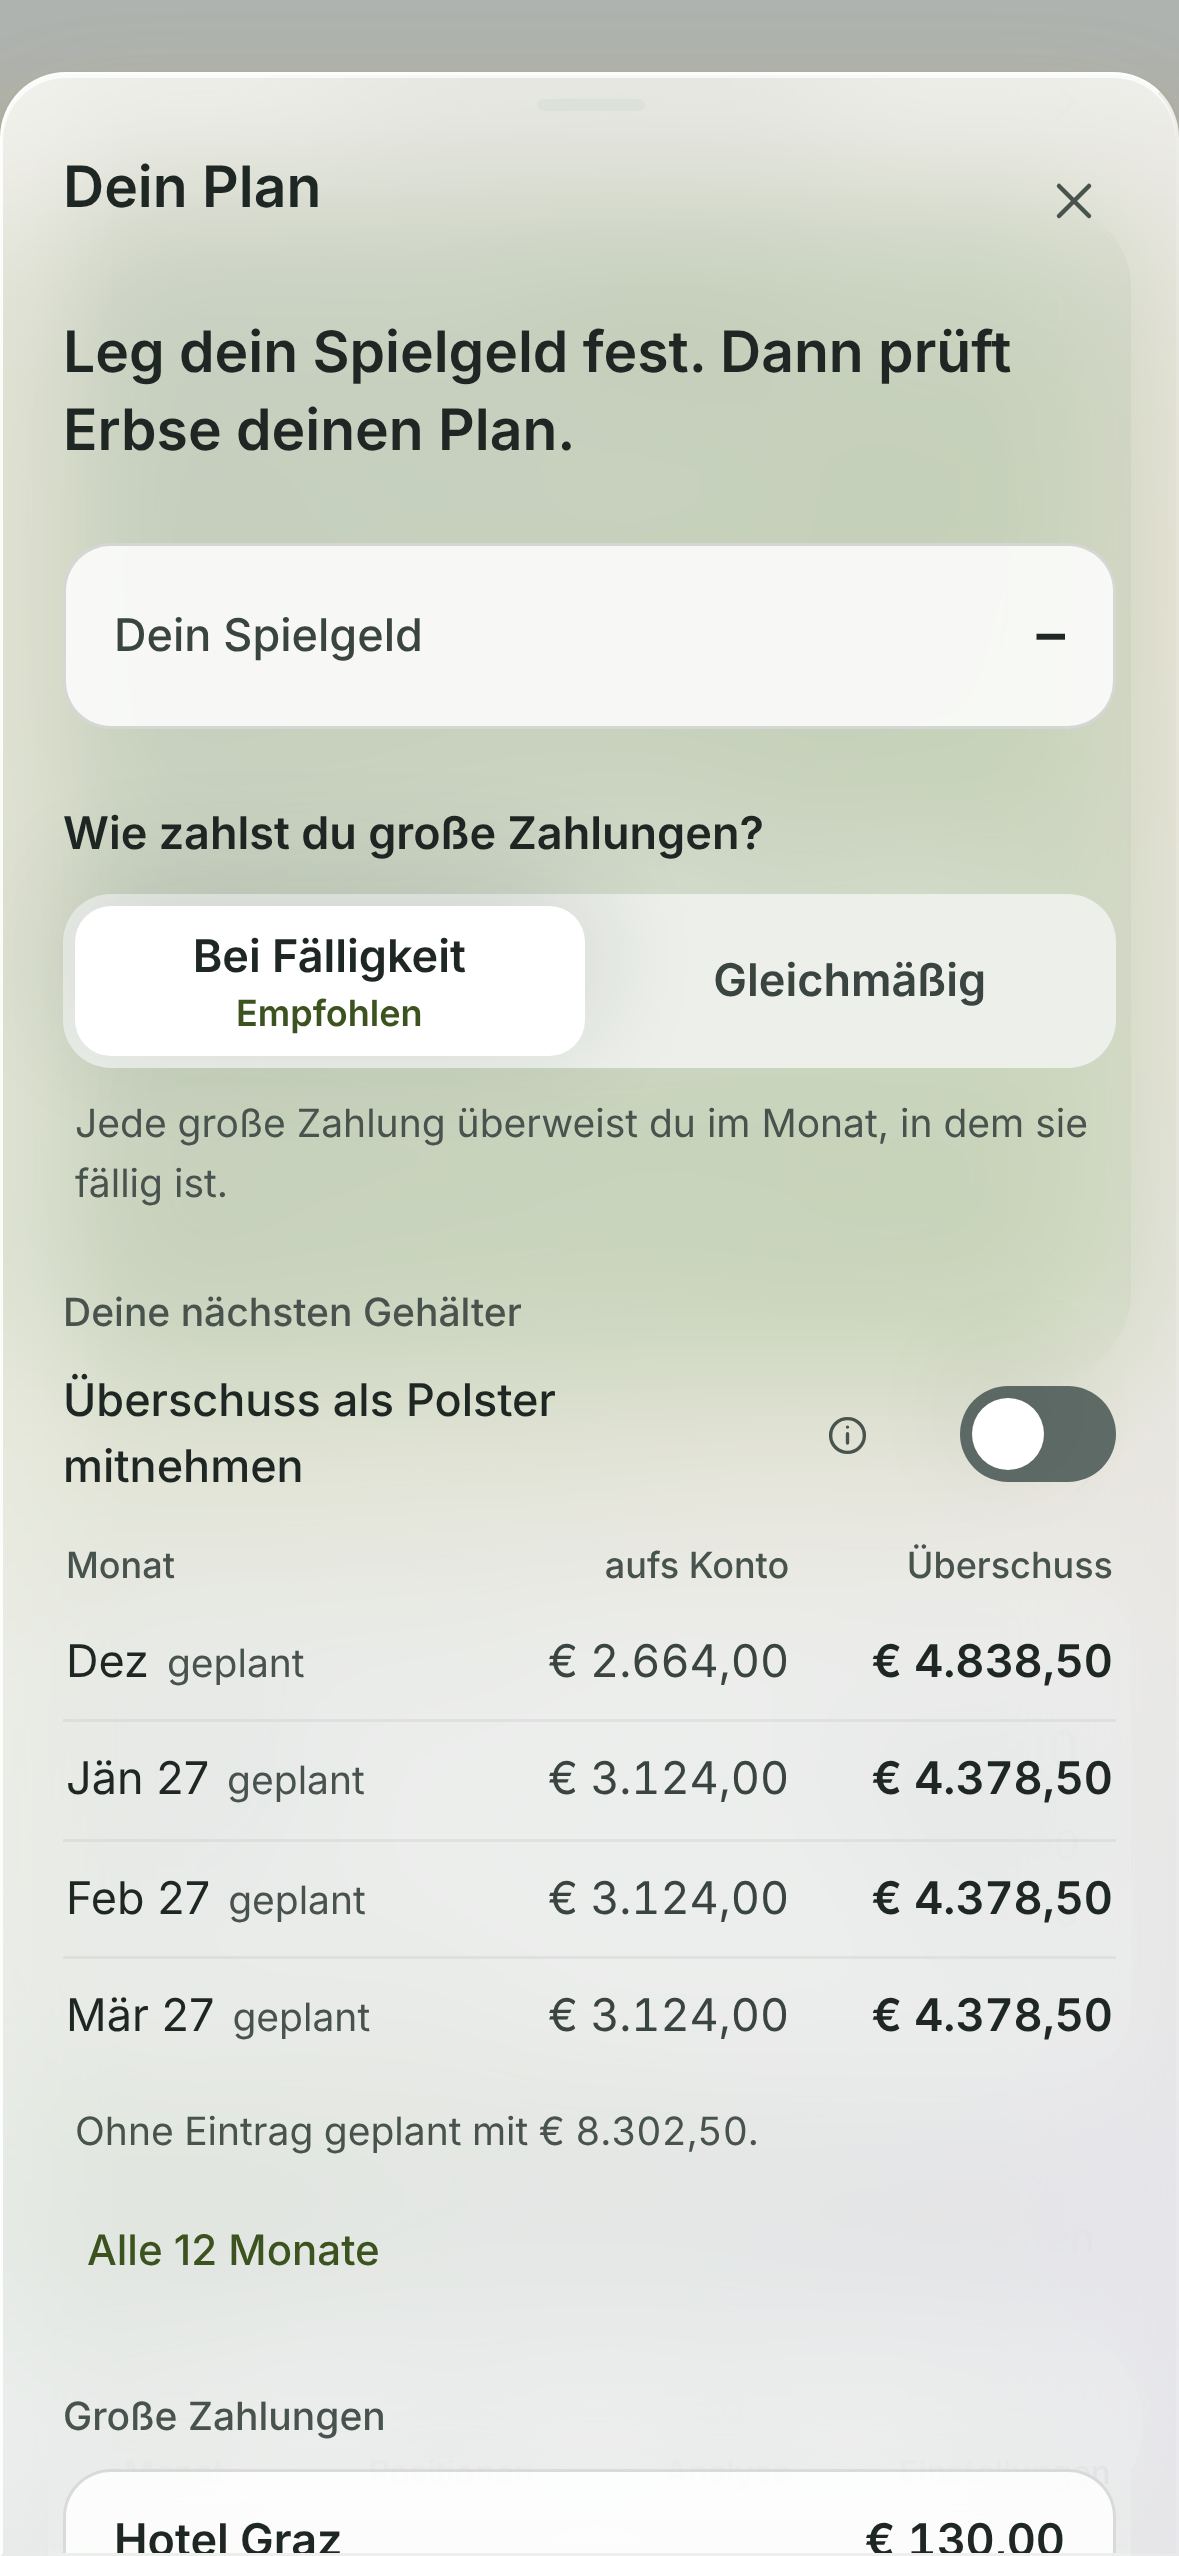 Dein Plan
Leg dein Spielgeld fest. Dann prüft
Erbse deinen Plan.
Dein Spielgeld –
Wie zahlst du große Zahlungen?
Bei Fälligkeit
Empfohlen
Gleichmäßig
Jede große Zahlung überweist du im Monat, in dem sie
fällig ist.
Deine nächsten Gehälter
Überschuss als Polster
mitnehmen
Monat aufs Konto Überschuss
Dez geplant € 2.664,00 € 4.838,50
Jän 27 geplant € 3.124,00 € 4.378,50
Feb 27 geplant € 3.124,00 € 4.378,50
Mär 27 geplant € 3.124,00 € 4.378,50
Ohne Eintrag geplant mit € 8.302,50.
Alle 12 Monate
Große Zahlungen
Monat Positionen Analyse Einstellungen
Hotel Graz € 130,00